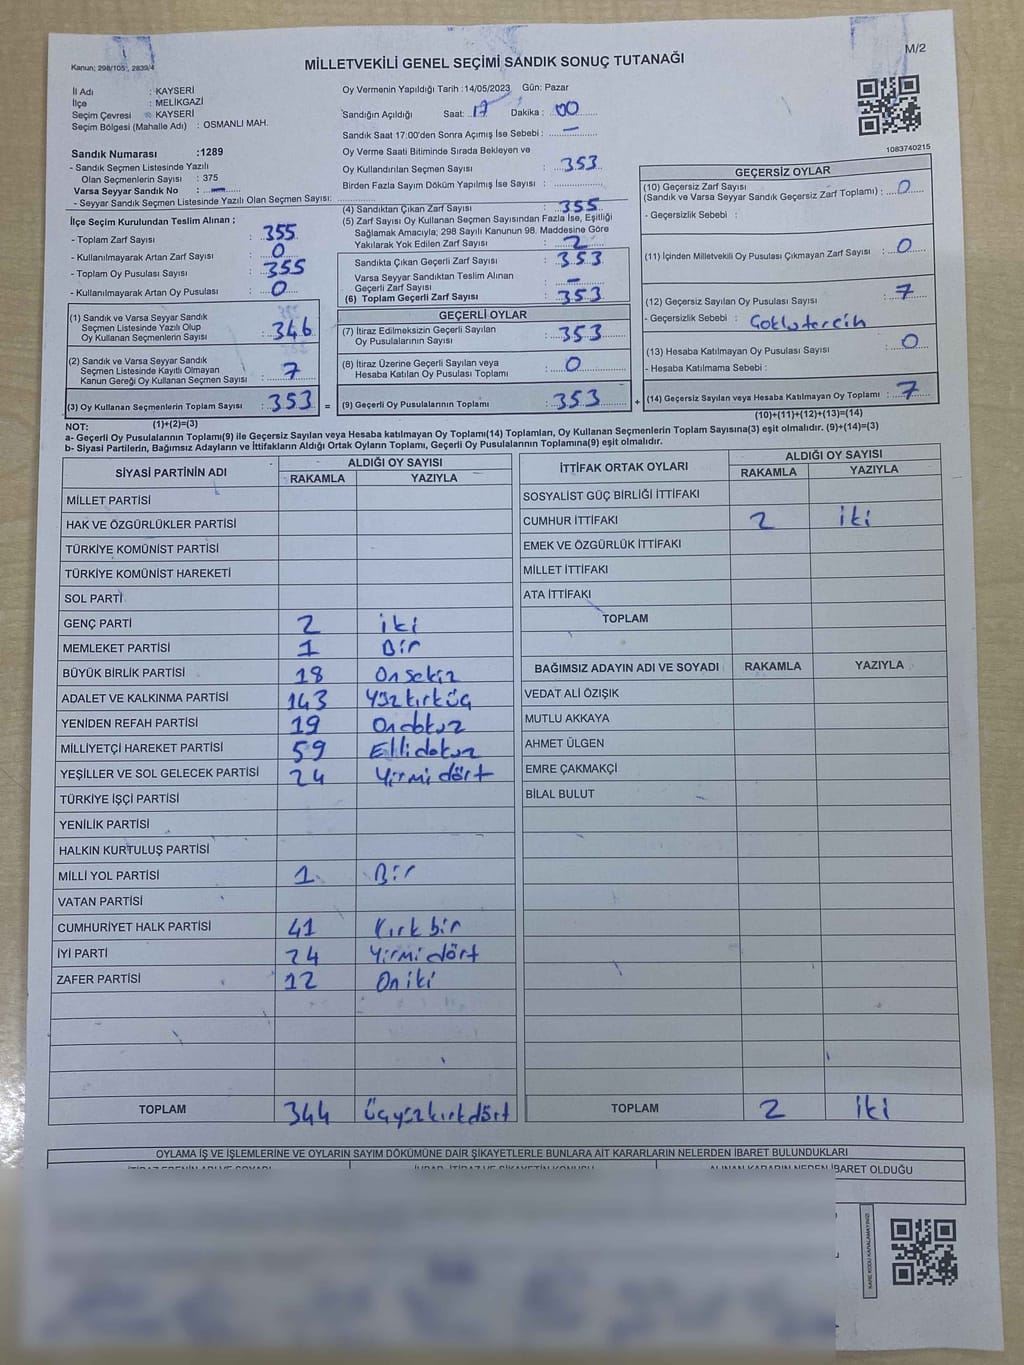 M/2
Kanun; 298/105 , 2839/4
MİLLETVEKİLİ GENEL SEÇİMİ SANDIK SONUÇ TUTANAĞI
İl Adı : KAYSERİ
İlçe : MELİKGAZİ
Seçim Çevresi : KAYSERİ
Seçim Bölgesi (Mahalle Adı) : OSMANLI MAH.
Sandık Numarası :1289
- Sandık Seçmen Listesinde Yazılı
Olan Seçmenlerin Sayısı : 375
Varsa Seyyar Sandık No : –
- Seyyar Sandık Seçmen Listesinde Yazılı Olan Seçmen Sayısı:
Oy Vermenin Yapıldığı Tarih :14/05/2023 Gün: Pazar
Sandığın Açıldığı Saat: 17 Dakika : 00
Sandık Saat 17:00'den Sonra Açımış İse Sebebi : –
Oy Verme Saati Bitiminde Sırada Bekleyen ve
Oy Kullandırılan Seçmen Sayısı : 353
Birden Fazla Sayım Döküm Yapılmış İse Sayısı :
1083740215
İlçe Seçim Kurulundan Teslim Alınan ;
- Toplam Zarf Sayısı : 355
- Kullanılmayarak Artan Zarf Sayısı : 0
- Toplam Oy Pusulası Sayısı : 355
- Kullanılmayarak Artan Oy Pusulası : 0
(1) Sandık ve Varsa Seyyar Sandık
Seçmen Listesinde Yazılı Olup
Oy Kullanan Seçmenlerin Sayısı : 346
(2) Sandık ve Varsa Seyyar Sandık
Seçmen Listesinde Kayıtlı Olmayan
Kanun Gereği Oy Kullanan Seçmen Sayısı : 7
(3) Oy Kullanan Seçmenlerin Toplam Sayısı : 353 =
(1)+(2)=(3)
(4) Sandıktan Çıkan Zarf Sayısı : 355
(5) Zarf Sayısı Oy Kullanan Seçmen Sayısından Fazla İse, Eşitliği
Sağlamak Amacıyla; 298 Sayılı Kanunun 98. Maddesine Göre
Yakılarak Yok Edilen Zarf Sayısı : 2
Sandıkta Çıkan Geçerli Zarf Sayısı : 353
Varsa Seyyar Sandıktan Teslim Alınan
Geçerli Zarf Sayısı : –
(6) Toplam Geçerli Zarf Sayısı : 353
GEÇERLİ OYLAR
(7) İtiraz Edilmeksizin Geçerli Sayılan
Oy Pusulalarının Sayısı : 353
(8) İtiraz Üzerine Geçerli Sayılan veya
Hesaba Katılan Oy Pusulası Toplamı : 0
(9) Geçerli Oy Pusulalarının Toplamı : 353 +
GEÇERSİZ OYLAR
(10) Geçersiz Zarf Sayısı
(Sandık ve Varsa Seyyar Sandık Geçersiz Zarf Toplamı) : 0
- Geçersizlik Sebebi :
(11) İçinden Milletvekili Oy Pusulası Çıkmayan Zarf Sayısı : 0
(12) Geçersiz Sayılan Oy Pusulası Sayısı : 7
- Geçersizlik Sebebi : Çoklu tercih
(13) Hesaba Katılmayan Oy Pusulası Sayısı : 0
- Hesaba Katılmama Sebebi :
(14) Geçersiz Sayılan veya Hesaba Katılmayan Oy Toplamı : 7
(10)+(11)+(12)+(13)=(14)
NOT:
a- Geçerli Oy Pusulalarının Toplamı(9) ile Geçersiz Sayılan veya Hesaba katılmayan Oy Toplamı(14) Toplamları, Oy Kullanan Seçmenlerin Toplam Sayısına(3) eşit olmalıdır. (9)+(14)=(3)
b- Siyasi Partilerin, Bağımsız Adayların ve İttifakların Aldığı Ortak Oyların Toplamı, Geçerli Oy Pusulalarının Toplamına(9) eşit olmalıdır.
SİYASİ PARTİNİN ADI ALDIĞI OY SAYISI
RAKAMLA YAZIYLA
MİLLET PARTİSİ
HAK VE ÖZGÜRLÜKLER PARTİSİ
TÜRKİYE KOMÜNİST PARTİSİ
TÜRKİYE KOMÜNİST HAREKETİ
SOL PARTİ
GENÇ PARTİ 2 iki
MEMLEKET PARTİSİ 1 Bir
BÜYÜK BİRLİK PARTİSİ 18 Onsekiz
ADALET VE KALKINMA PARTİSİ 143 Yüzkırküç
YENİDEN REFAH PARTİSİ 19 Ondokuz
MİLLİYETÇİ HAREKET PARTİSİ 59 Ellidokuz
YEŞİLLER VE SOL GELECEK PARTİSİ 24 Yirmi dört
TÜRKİYE İŞÇİ PARTİSİ
YENİLİK PARTİSİ
HALKIN KURTULUŞ PARTİSİ
MİLLİ YOL PARTİSİ 1 Bir
VATAN PARTİSİ
CUMHURİYET HALK PARTİSİ 41 Kırk bir
İYİ PARTİ 24 Yirmi dört
ZAFER PARTİSİ 12 On iki
TOPLAM 344 Üçyüzkırkdört
İTTİFAK ORTAK OYLARI ALDIĞI OY SAYISI
RAKAMLA YAZIYLA
SOSYALİST GÜÇ BİRLİĞİ İTTİFAKI
CUMHUR İTTİFAKI 2 iki
EMEK VE ÖZGÜRLÜK İTTİFAKI
MİLLET İTTİFAKI
ATA İTTİFAKI
TOPLAM
BAĞIMSIZ ADAYIN ADI VE SOYADI RAKAMLA YAZIYLA
VEDAT ALİ ÖZIŞIK
MUTLU AKKAYA
AHMET ÜLGEN
EMRE ÇAKMAKÇİ
BİLAL BULUT
TOPLAM 2 iki
OYLAMA İŞ VE İŞLEMLERİNE VE OYLARIN SAYIM DÖKÜMÜNE DAİR ŞİKAYETLERLE BUNLARA AİT KARARLARIN NELERDEN İBARET BULUNDUKLARI
İTİRAZ EDENİN ADI VE SOYADI İHBAR, İTİRAZ VE ŞİKAYETİN KONUSU ALINAN KARARIN NEDEN İBARET OLDUĞU
KARE KODU KARALAMAYINIZ!